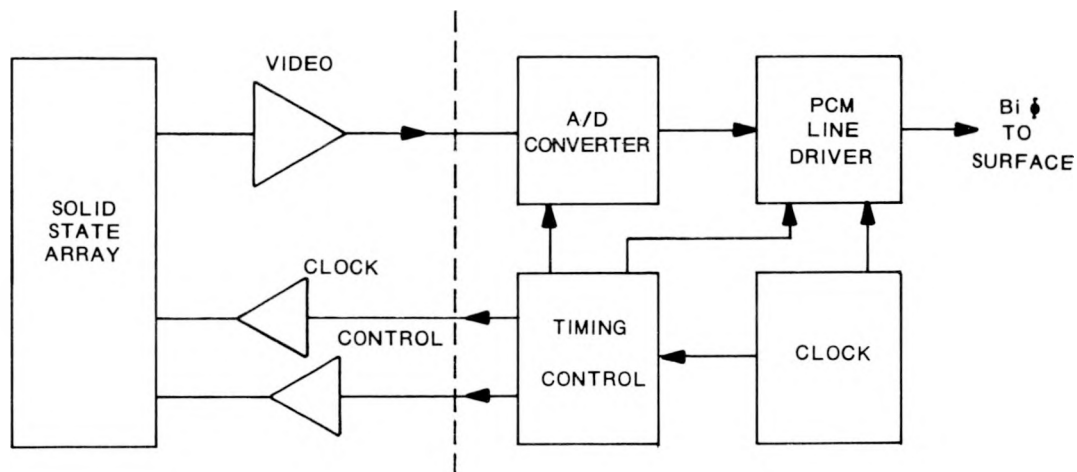 VIDEO
SOLID
STATE
ARRAY
A/D
CONVERTER
PCM
LINE
DRIVER
Bi ϕ
TO
SURFACE
CLOCK
CONTROL
TIMING
CONTROL
CLOCK